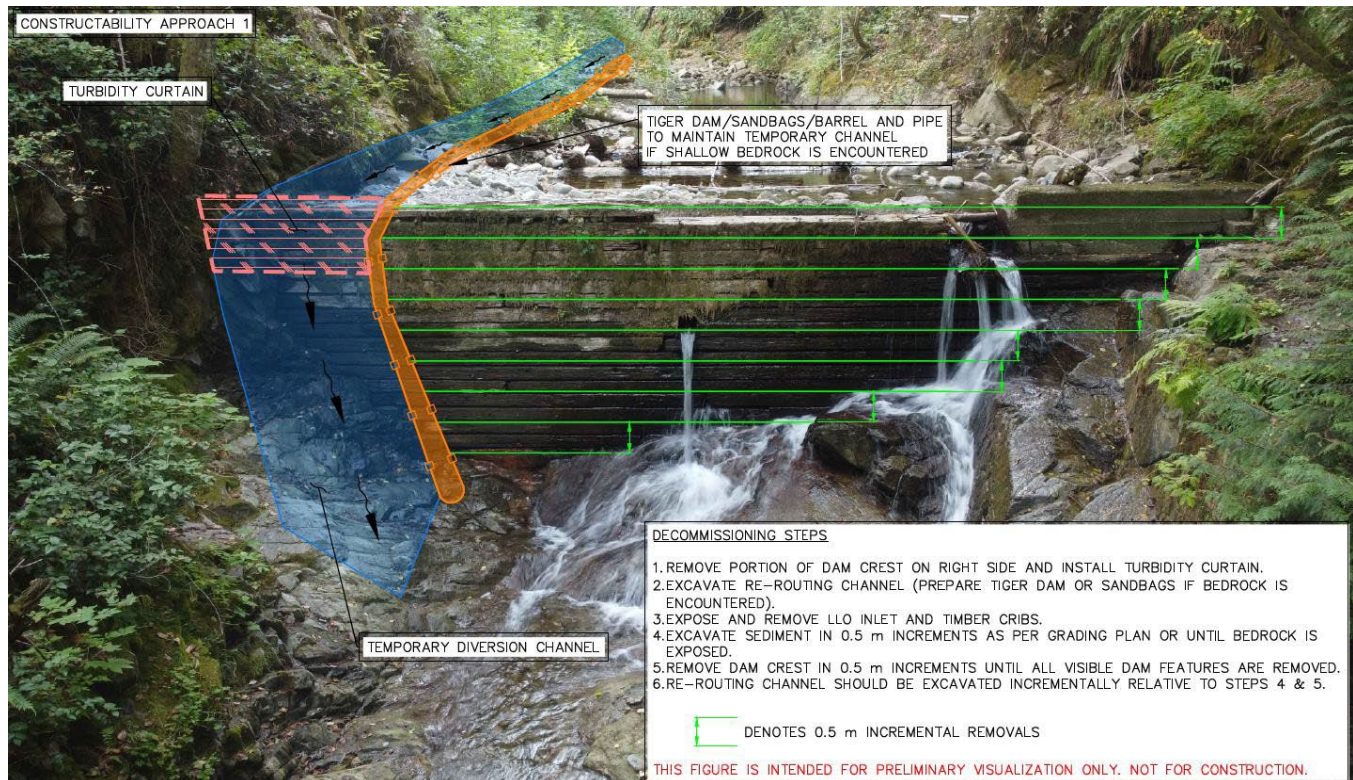 CONSTRUCTABILITY APPROACH 1
TURBIDITY CURTAIN
TIGER DAM/SANDBAGS/BARREL AND PIPE
TO MAINTAIN TEMPORARY CHANNEL
IF SHALLOW BEDROCK IS ENCOUNTERED
TEMPORARY DIVERSION CHANNEL
DECOMMISSIONING STEPS
1. REMOVE PORTION OF DAM CREST ON RIGHT SIDE AND INSTALL TURBIDITY CURTAIN.
2. EXCAVATE RE-ROUTING CHANNEL (PREPARE TIGER DAM OR SANDBAGS IF BEDROCK IS
ENCOUNTERED).
3. EXPOSE AND REMOVE LLO INLET AND TIMBER CRIBS.
4. EXCAVATE SEDIMENT IN 0.5 m INCREMENTS AS PER GRADING PLAN OR UNTIL BEDROCK IS
EXPOSED.
5. REMOVE DAM CREST IN 0.5 m INCREMENTS UNTIL ALL VISIBLE DAM FEATURES ARE REMOVED.
6. RE-ROUTING CHANNEL SHOULD BE EXCAVATED INCREMENTALLY RELATIVE TO STEPS 4 & 5.
DENOTES 0.5 m INCREMENTAL REMOVALS
THIS FIGURE IS INTENDED FOR PRELIMINARY VISUALIZATION ONLY. NOT FOR CONSTRUCTION.